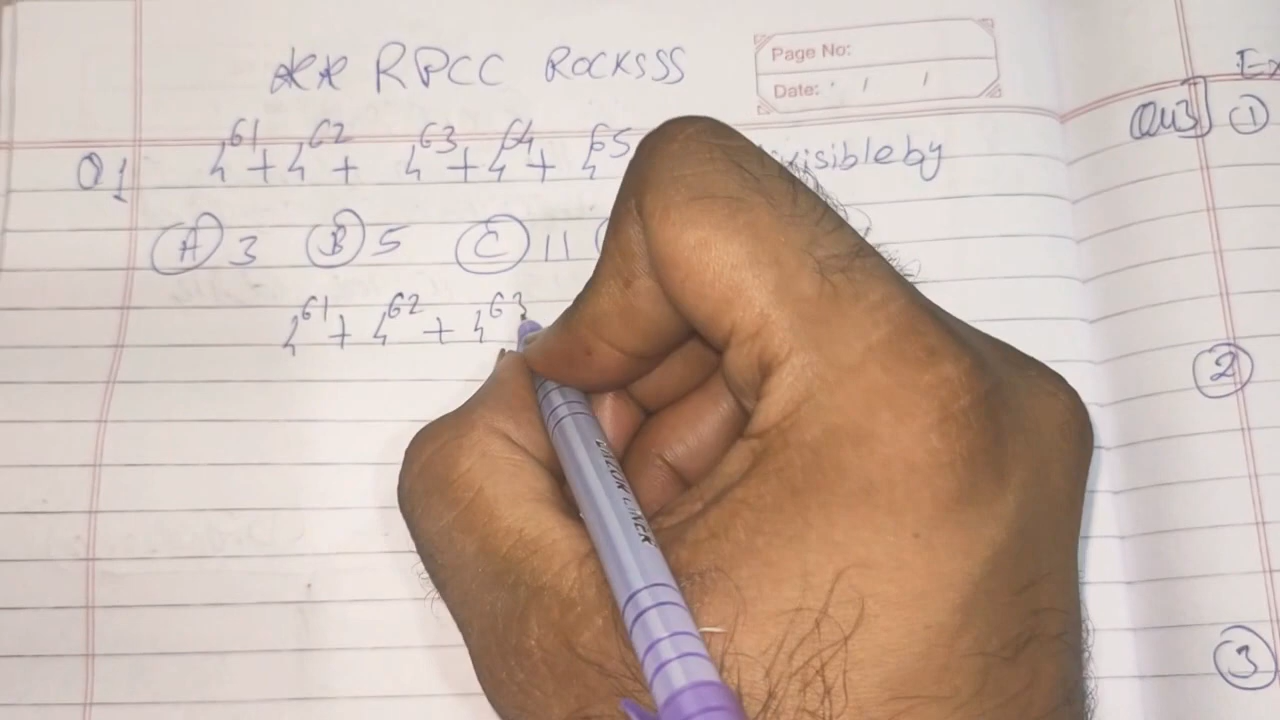 RPCC ROCKSSS
Page No:
Date: / /
Q1 4^61 + 4^62 + 4^63 + 4^64 + 4^65 divisible by
(A) 3 (B) 5 (C) 11
4^61 + 4^62 + 4^63
Ex
Qu3] ①
②
③